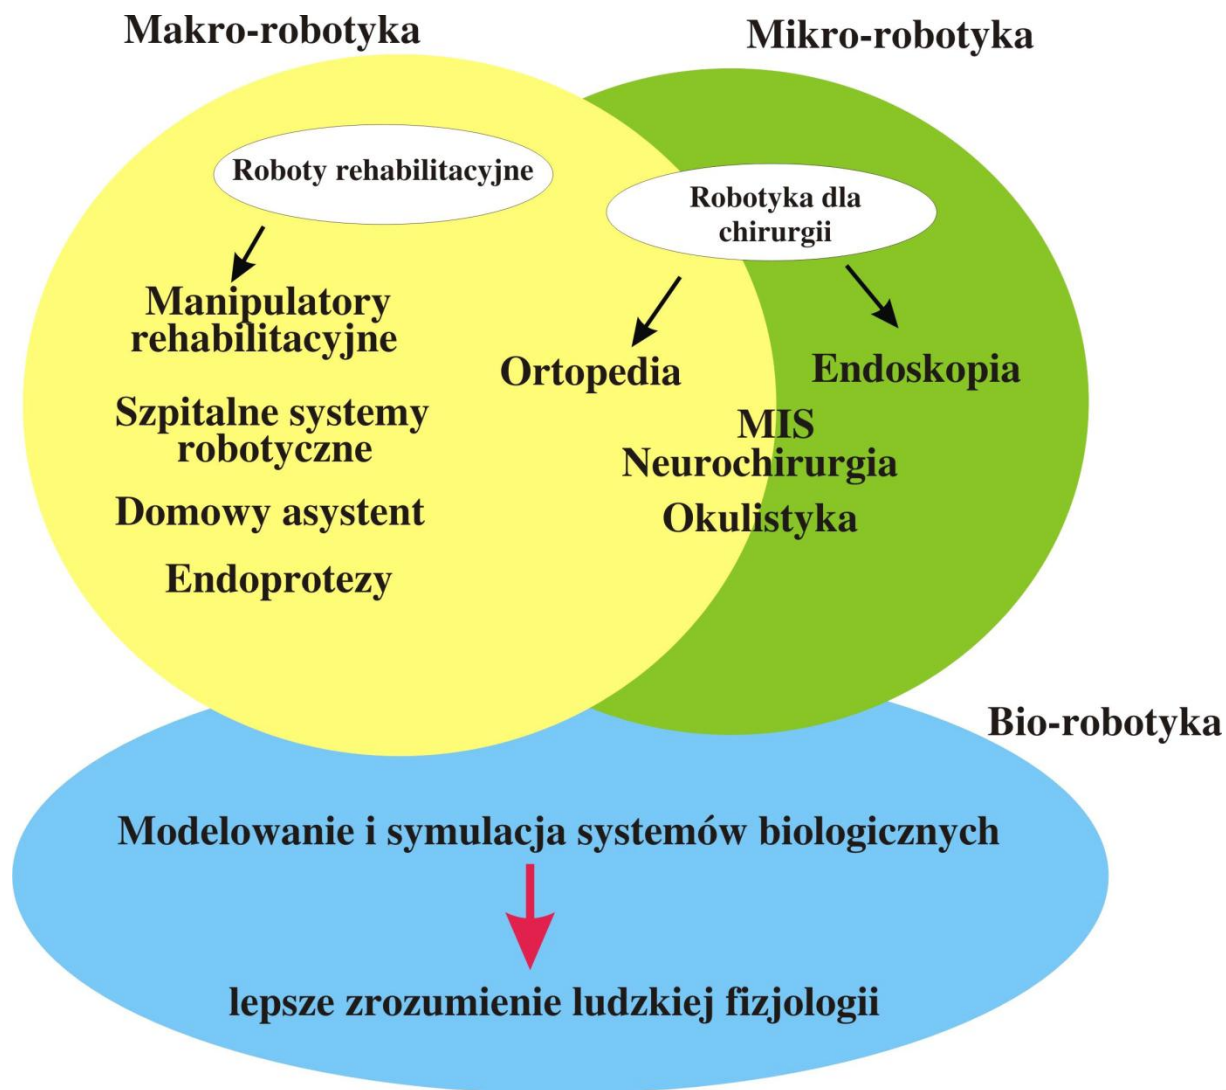 Makro-robotyka
Mikro-robotyka
Roboty rehabilitacyjne
Robotyka dla
chirurgii
Manipulatory
rehabilitacyjne
Szpitalne systemy
robotyczne
Domowy asystent
Endoprotezy
Ortopedia
Endoskopia
MIS
Neurochirurgia
Okulistyka
Bio-robotyka
Modelowanie i symulacja systemów biologicznych
lepsze zrozumienie ludzkiej fizjologii